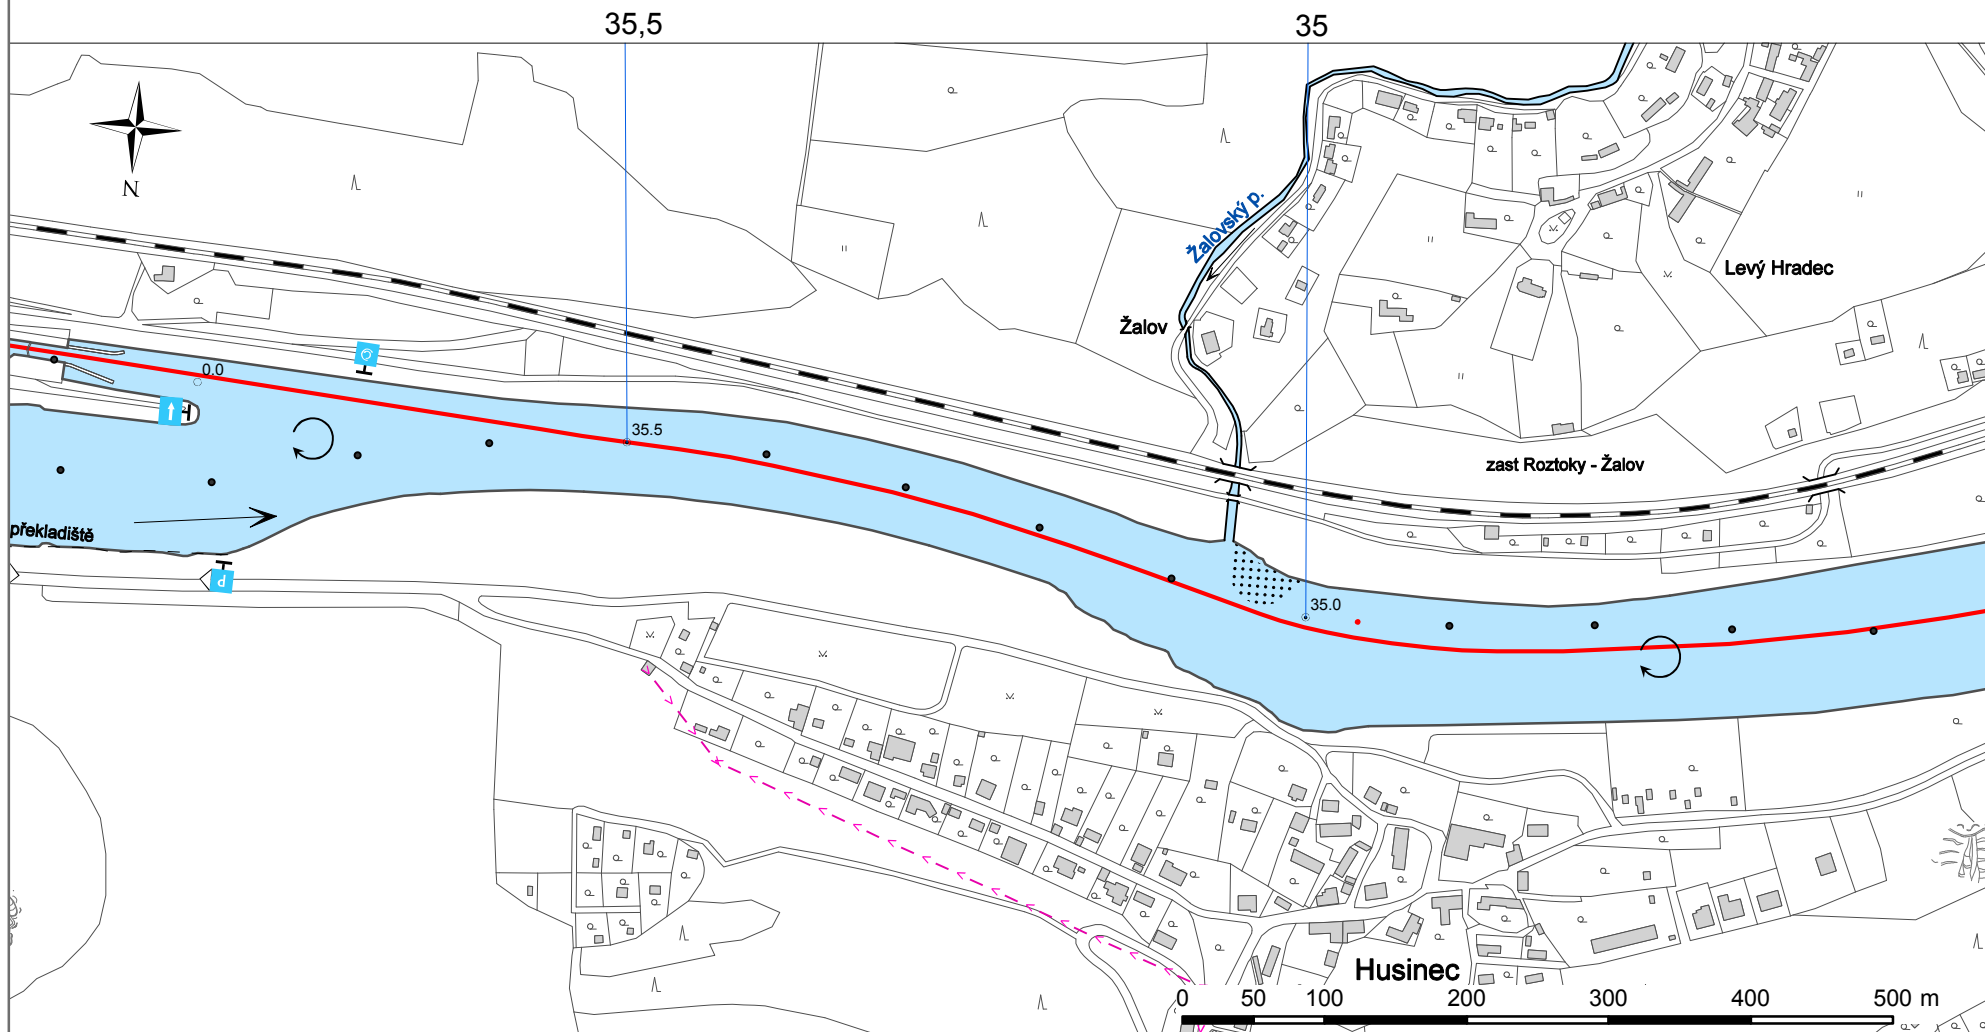 35,5
35
N
Žalovský p.
Levý Hradec
Žalov
0.0
35.5
zast Roztoky - Žalov
překladiště
P
35.0
Husinec
0 50 100 200 300 400 500 m